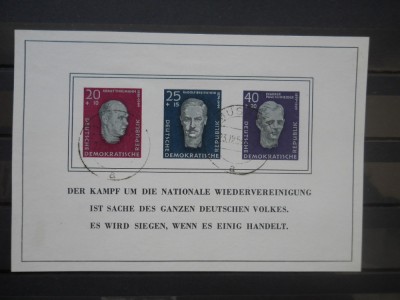 20
+10
DEUTSCHE
DEMOKRATISCHE
REPUBLIK
25
+15
DEUTSCHE
DEMOKRATISCHE
REPUBLIK
40
+20
DEUTSCHE
DEMOKRATISCHE
REPUBLIK
a
a
DER KAMPF UM DIE NATIONALE WIEDERVEREINIGUNG
IST SACHE DES GANZEN DEUTSCHEN VOLKES.
ES WIRD SIEGEN, WENN ES EINIG HANDELT.